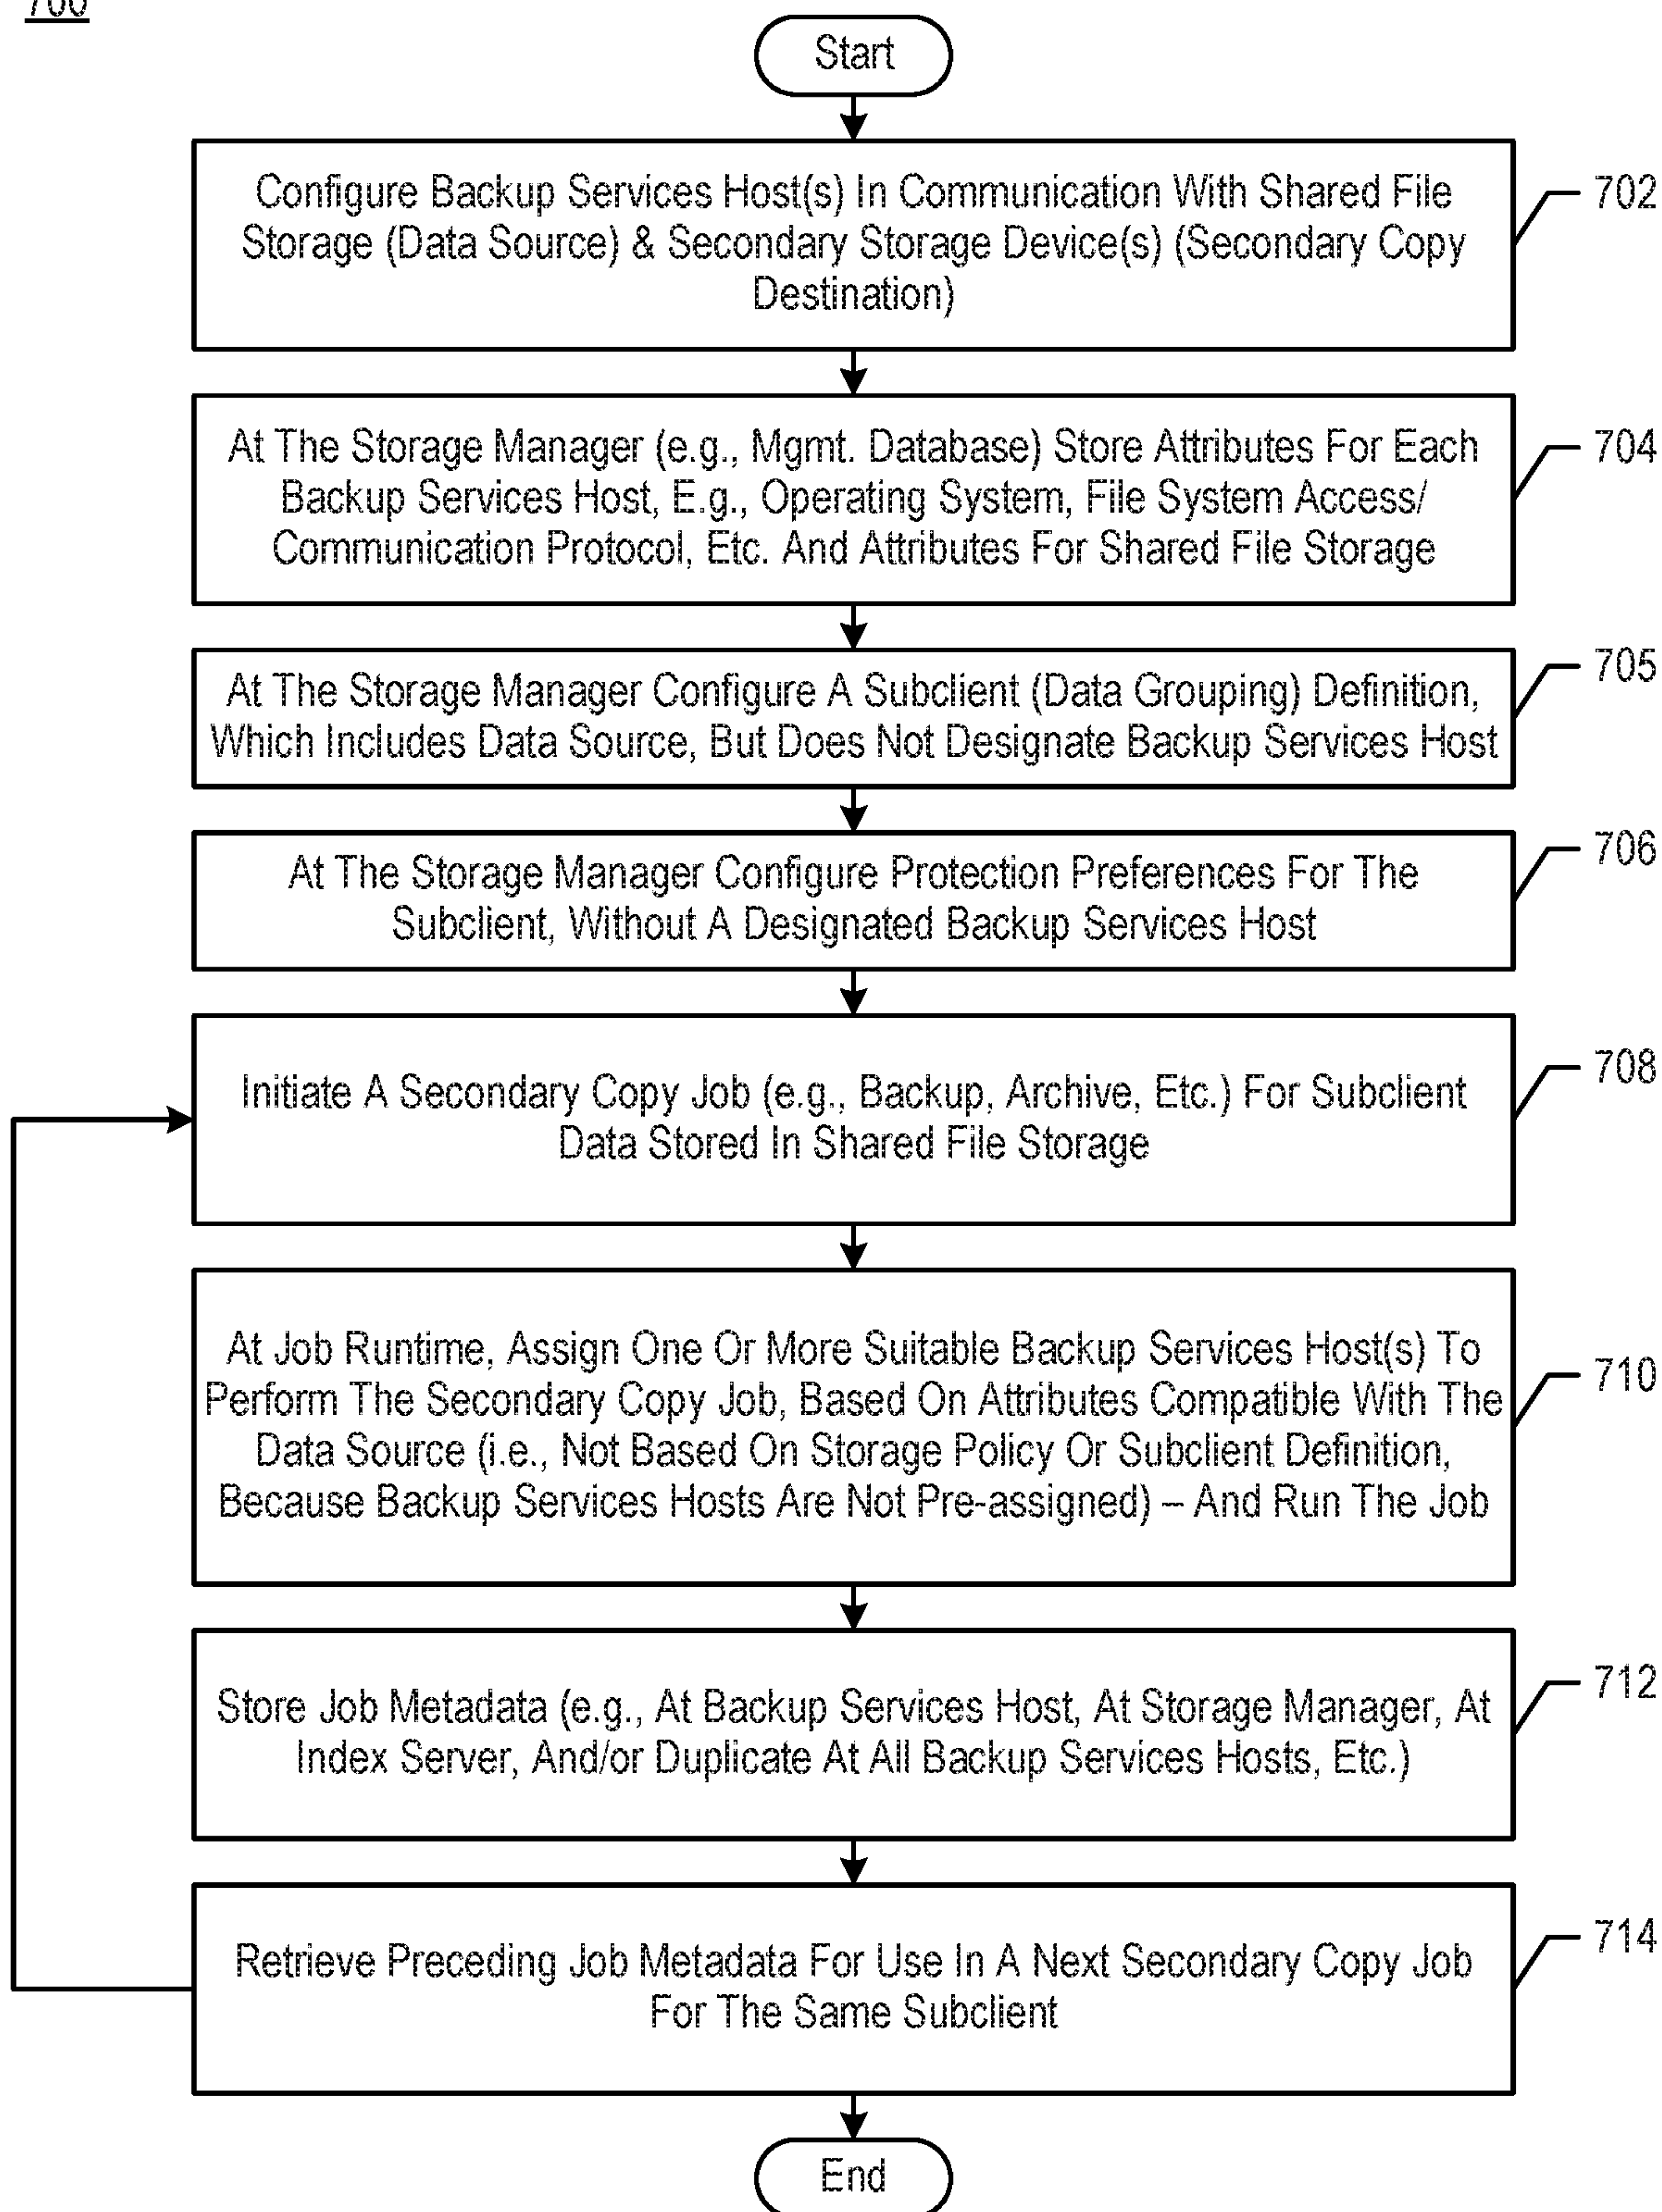 700
Start
Configure Backup Services Host(s) In Communication With Shared File
Storage (Data Source) & Secondary Storage Device(s) (Secondary Copy
Destination)
702
At The Storage Manager (e.g., Mgmt. Database) Store Attributes For Each
Backup Services Host, E.g., Operating System, File System Access/
Communication Protocol, Etc. And Attributes For Shared File Storage
704
At The Storage Manager Configure A Subclient (Data Grouping) Definition,
Which Includes Data Source, But Does Not Designate Backup Services Host
705
At The Storage Manager Configure Protection Preferences For The
Subclient, Without A Designated Backup Services Host
706
Initiate A Secondary Copy Job (e.g., Backup, Archive, Etc.) For Subclient
Data Stored In Shared File Storage
708
At Job Runtime, Assign One Or More Suitable Backup Services Host(s) To
Perform The Secondary Copy Job, Based On Attributes Compatible With The
Data Source (i.e., Not Based On Storage Policy Or Subclient Definition,
Because Backup Services Hosts Are Not Pre-assigned) – And Run The Job
710
Store Job Metadata (e.g., At Backup Services Host, At Storage Manager, At
Index Server, And/or Duplicate At All Backup Services Hosts, Etc.)
712
Retrieve Preceding Job Metadata For Use In A Next Secondary Copy Job
For The Same Subclient
714
End